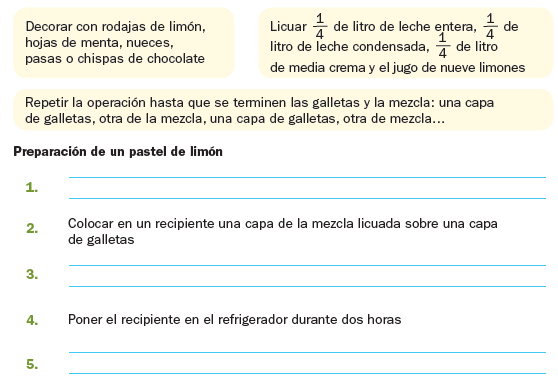 Decorar con rodajas de limón,
hojas de menta, nueces,
pasas o chispas de chocolate
Licuar 1/4 de litro de leche entera, 1/4 de
litro de leche condensada, 1/4 de litro
de media crema y el jugo de nueve limones
Repetir la operación hasta que se terminen las galletas y la mezcla: una capa
de galletas, otra de la mezcla, una capa de galletas, otra de mezcla...
Preparación de un pastel de limón
1.
2. Colocar en un recipiente una capa de la mezcla licuada sobre una capa
de galletas
3.
4. Poner el recipiente en el refrigerador durante dos horas
5.